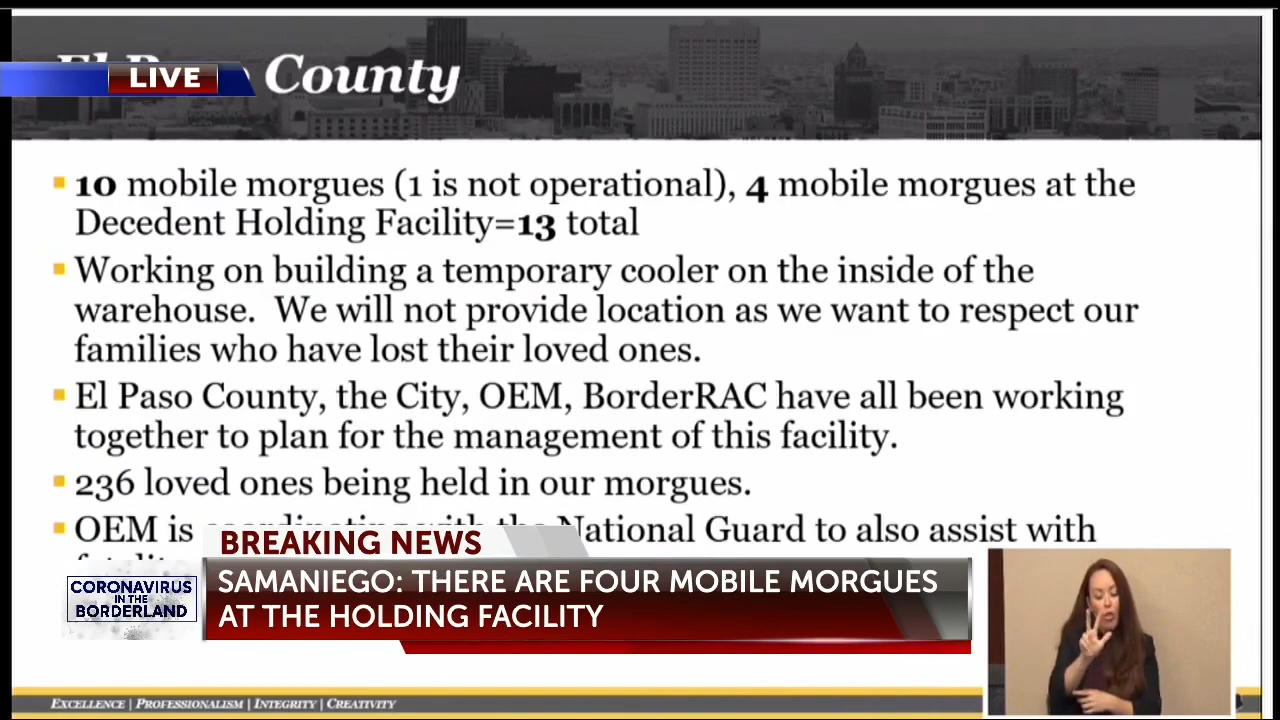 El Paso County
LIVE
10 mobile morgues (1 is not operational), 4 mobile morgues at the
Decedent Holding Facility=13 total
Working on building a temporary cooler on the inside of the
warehouse.  We will not provide location as we want to respect our
families who have lost their loved ones.
El Paso County, the City, OEM, BorderRAC have all been working
together to plan for the management of this facility.
236 loved ones being held in our morgues.
OEM is coordinating with the National Guard to also assist with
BREAKING NEWS
SAMANIEGO: THERE ARE FOUR MOBILE MORGUES
AT THE HOLDING FACILITY
CORONAVIRUS
IN THE
BORDERLAND
EXCELLENCE | PROFESSIONALISM | INTEGRITY | CREATIVITY